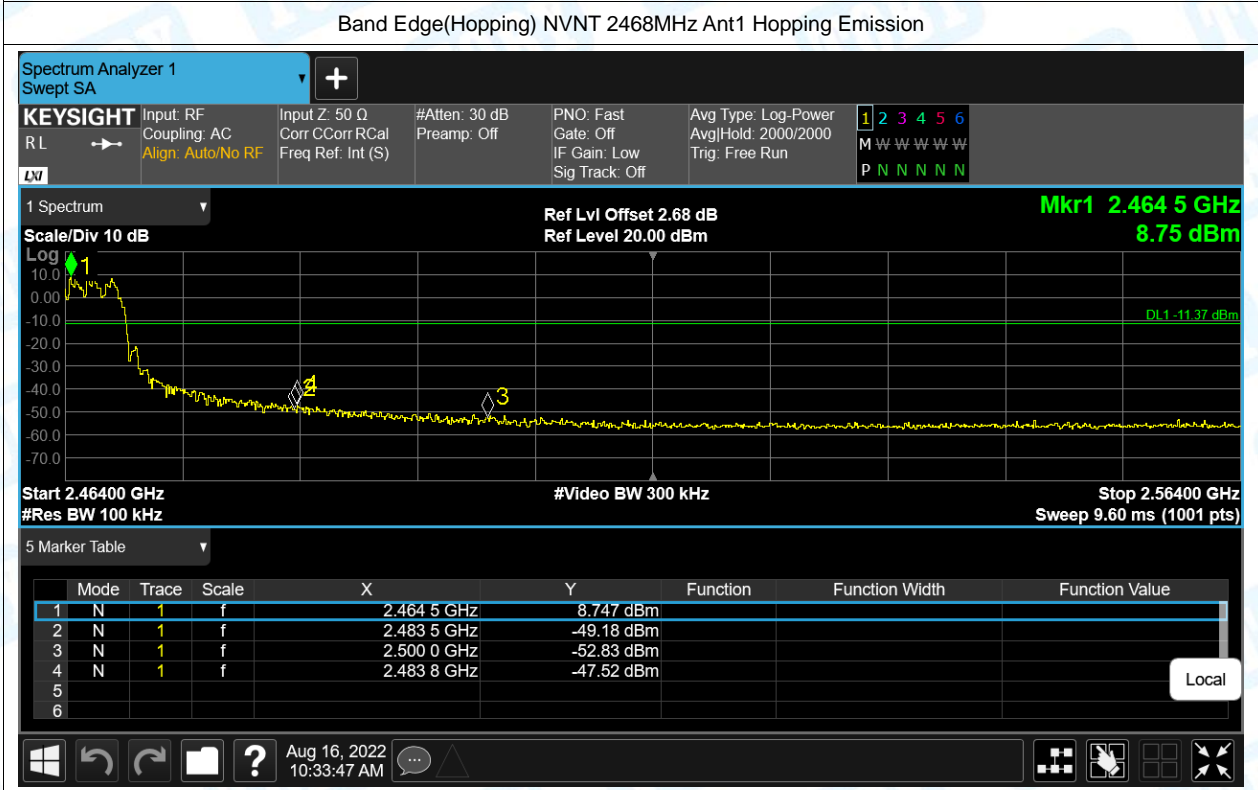 Band Edge(Hopping) NVNT 2468MHz Ant1 Hopping Emission
Spectrum Analyzer 1
Swept SA
KEYSIGHT
R L
LXI
Input: RF
Coupling: AC
Align: Auto/No RF
Input Z: 50 Ω
Corr CCorr RCal
Freq Ref: Int (S)
#Atten: 30 dB
Preamp: Off
PNO: Fast
Gate: Off
IF Gain: Low
Sig Track: Off
Avg Type: Log-Power
Avg|Hold: 2000/2000
Trig: Free Run
1 2 3 4 5 6
M W W W W W
P N N N N N
1 Spectrum
Scale/Div 10 dB
Ref Lvl Offset 2.68 dB
Ref Level 20.00 dBm
Mkr1 2.464 5 GHz
8.75 dBm
Log
10.0
0.00
-10.0
-20.0
-30.0
-40.0
-50.0
-60.0
-70.0
1
2
4
3
DL1 -11.37 dBm
Start 2.46400 GHz
#Video BW 300 kHz
Stop 2.56400 GHz
#Res BW 100 kHz
Sweep 9.60 ms (1001 pts)
5 Marker Table
Mode Trace Scale X Y Function Function Width Function Value
1 N 1 f 2.464 5 GHz 8.747 dBm
2 N 1 f 2.483 5 GHz -49.18 dBm
3 N 1 f 2.500 0 GHz -52.83 dBm
4 N 1 f 2.483 8 GHz -47.52 dBm
5
6
Local
?
Aug 16, 2022
10:33:47 AM